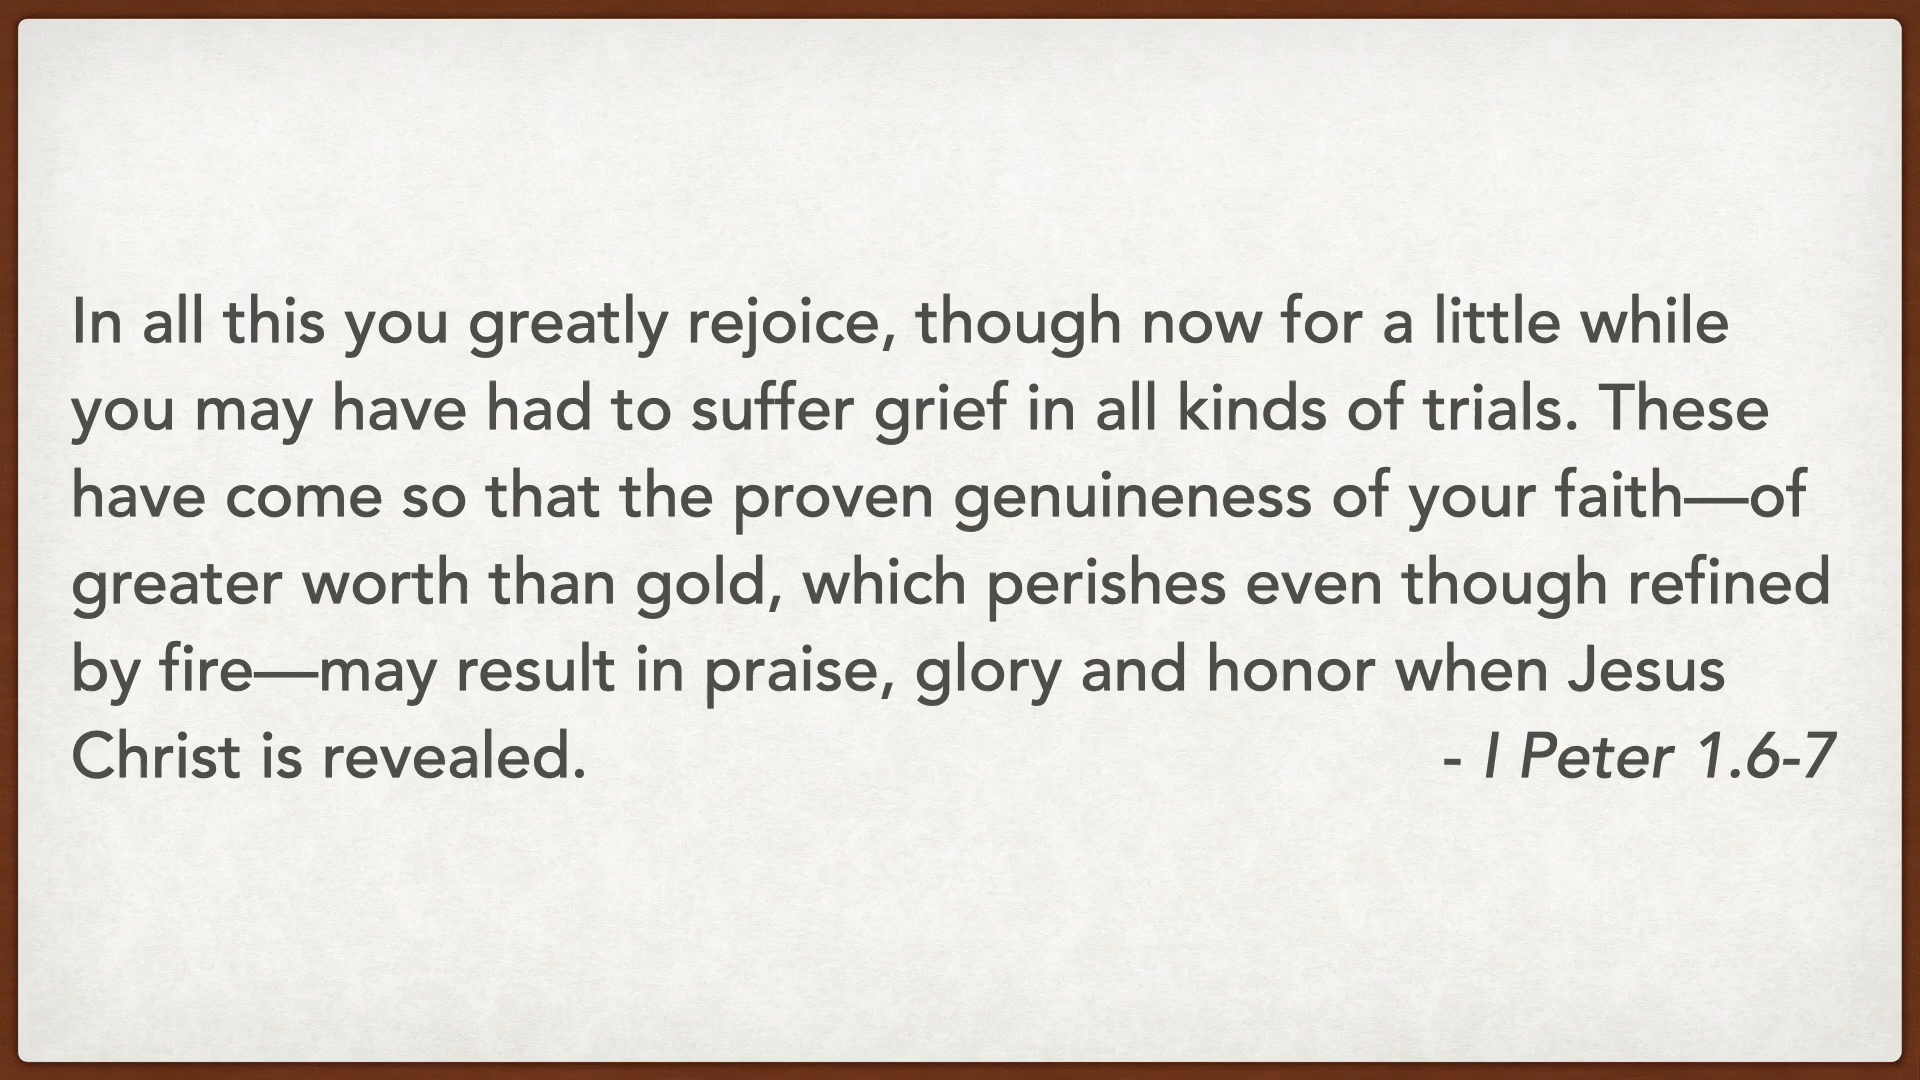 In all this you greatly rejoice, though now for a little while
you may have had to suffer grief in all kinds of trials. These
have come so that the proven genuineness of your faith—of
greater worth than gold, which perishes even though refined
by fire—may result in praise, glory and honor when Jesus
Christ is revealed. - I Peter 1.6-7